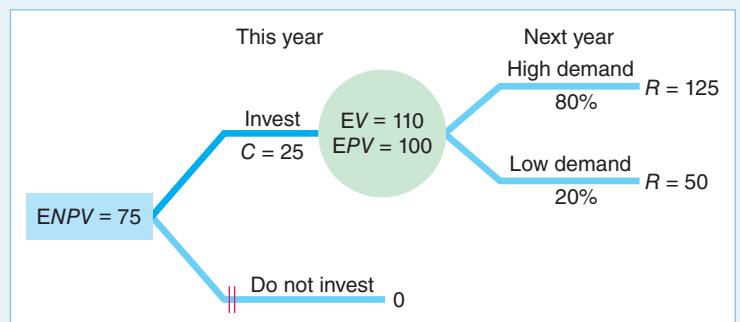 This year
Next year
High demand
80%
R = 125
Invest
C = 25
EV = 110
EPV = 100
Low demand
20%
R = 50
ENPV = 75
Do not invest
0